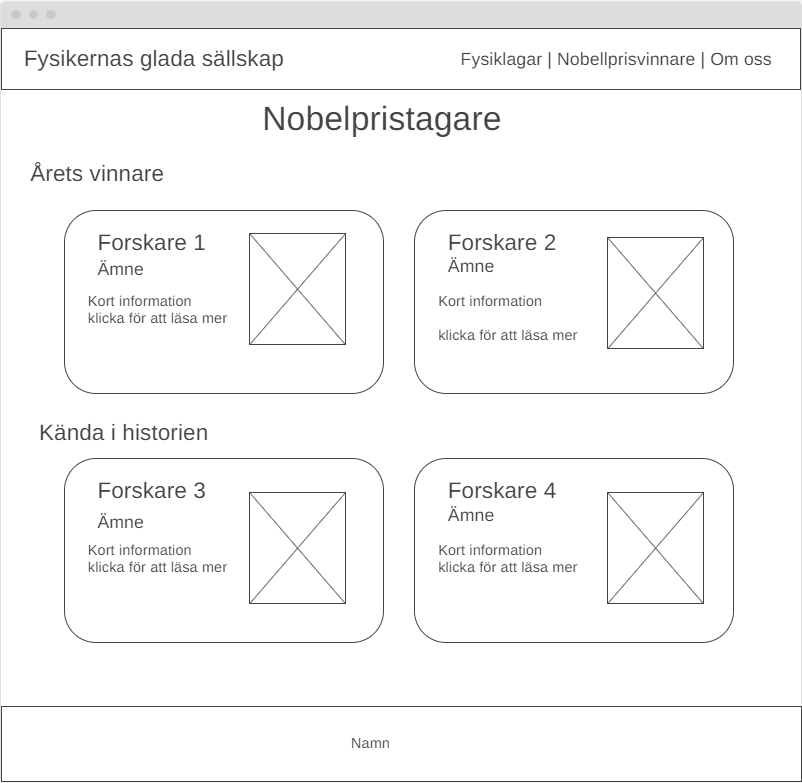 Fysikernas glada sällskap
Fysiklagar | Nobellprisvinnare | Om oss
Nobelpristagare
Årets vinnare
Forskare 1
Ämne
Kort information
klicka för att läsa mer
Forskare 2
Ämne
Kort information
klicka för att läsa mer
Kända i historien
Forskare 3
Ämne
Kort information
klicka för att läsa mer
Forskare 4
Ämne
Kort information
klicka för att läsa mer
Namn